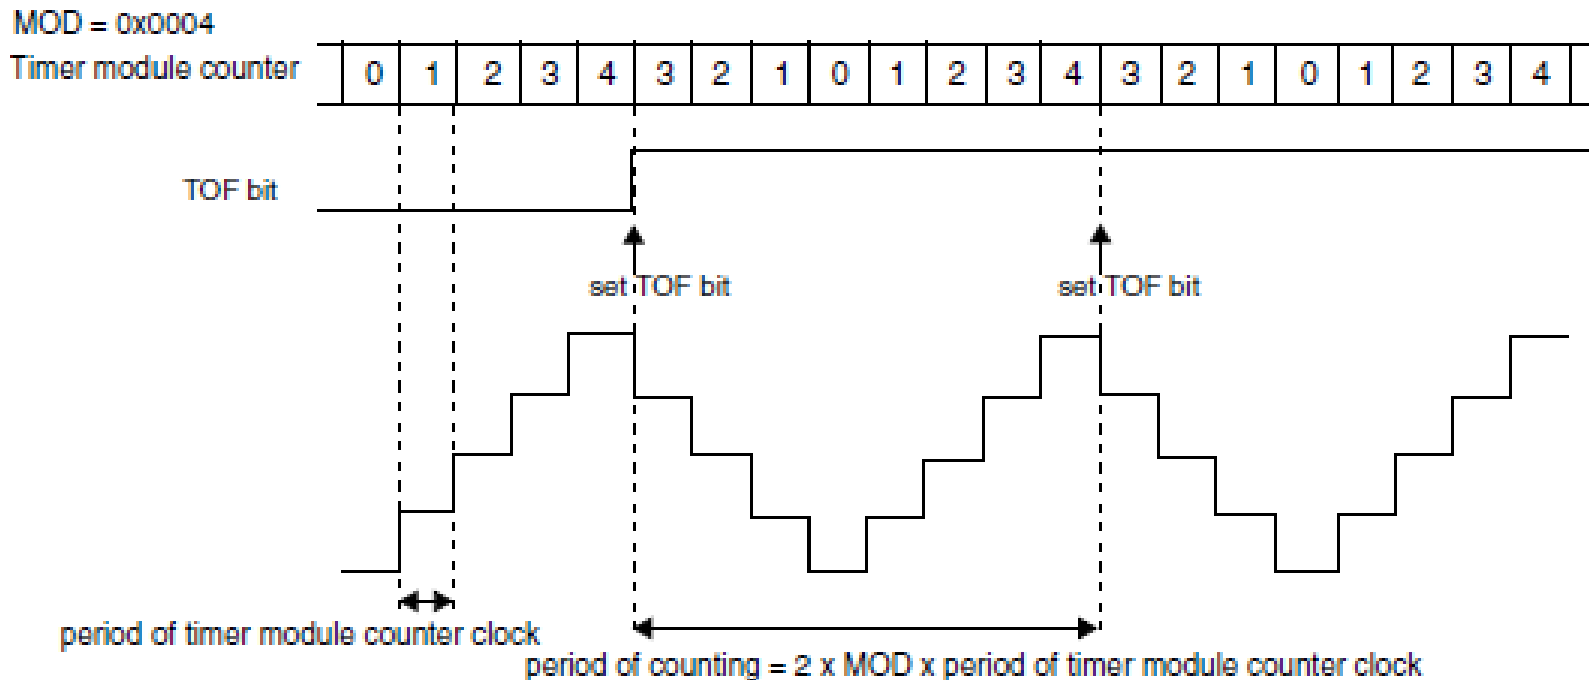 MOD = 0x0004
Timer module counter 0 1 2 3 4 3 2 1 0 1 2 3 4 3 2 1 0 1 2 3 4
TOF bit
set TOF bit set TOF bit
period of timer module counter clock
period of counting = 2 x MOD x period of timer module counter clock